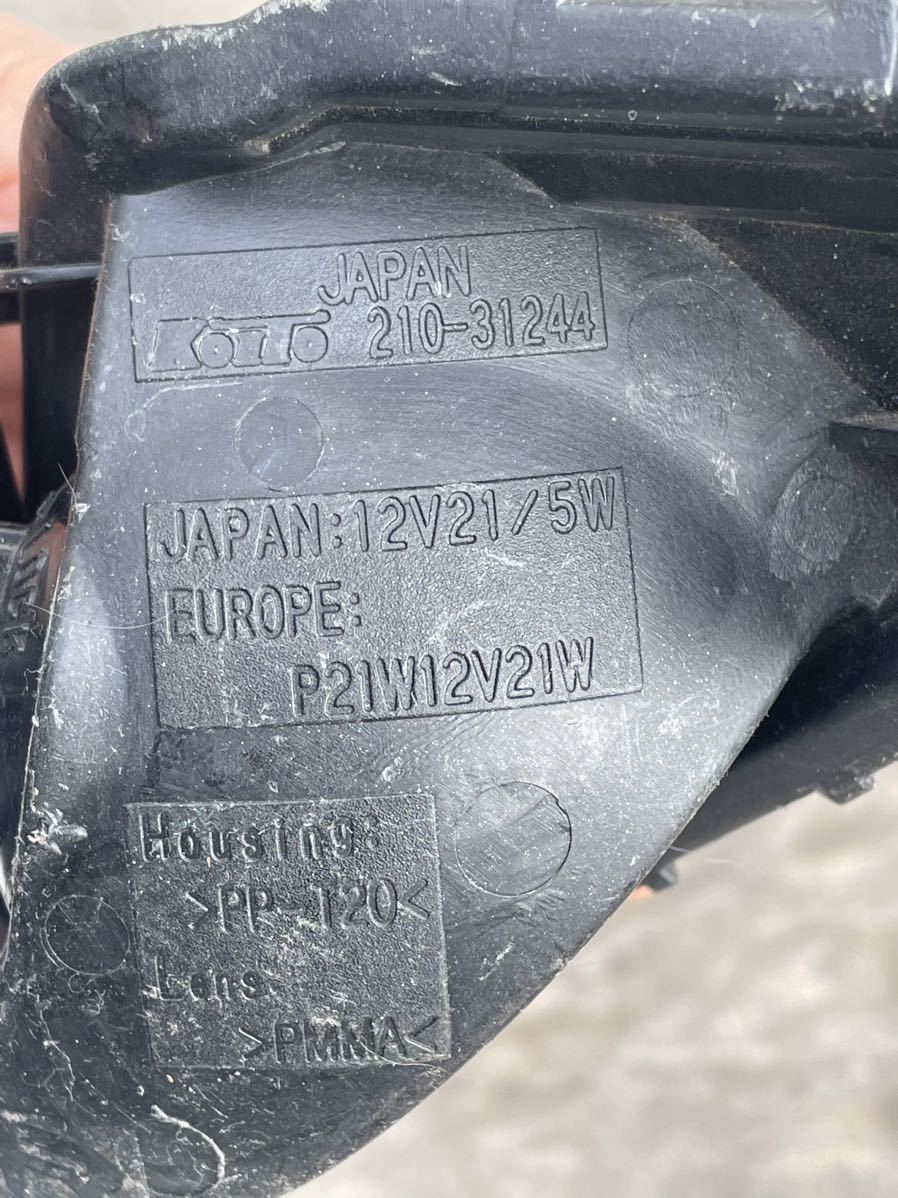 JAPAN
KOITO 210-31244
JAPAN:12V21/5W
EUROPE:
P21W12V21W
Housing:
>PP-T20<
Lens
>PMMA<